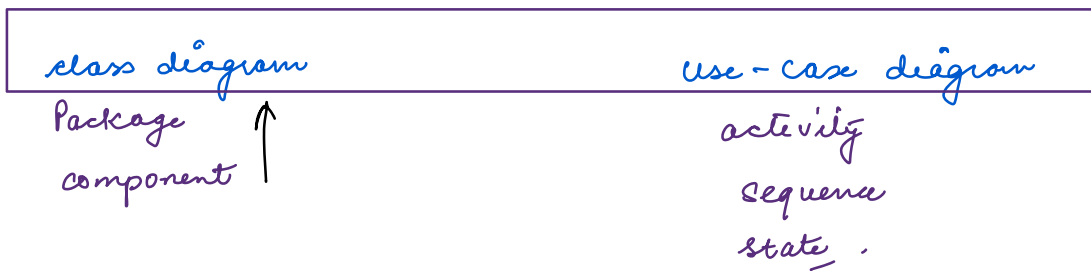 class diagram
Package
component
use-case diagram
activity
sequence
state.